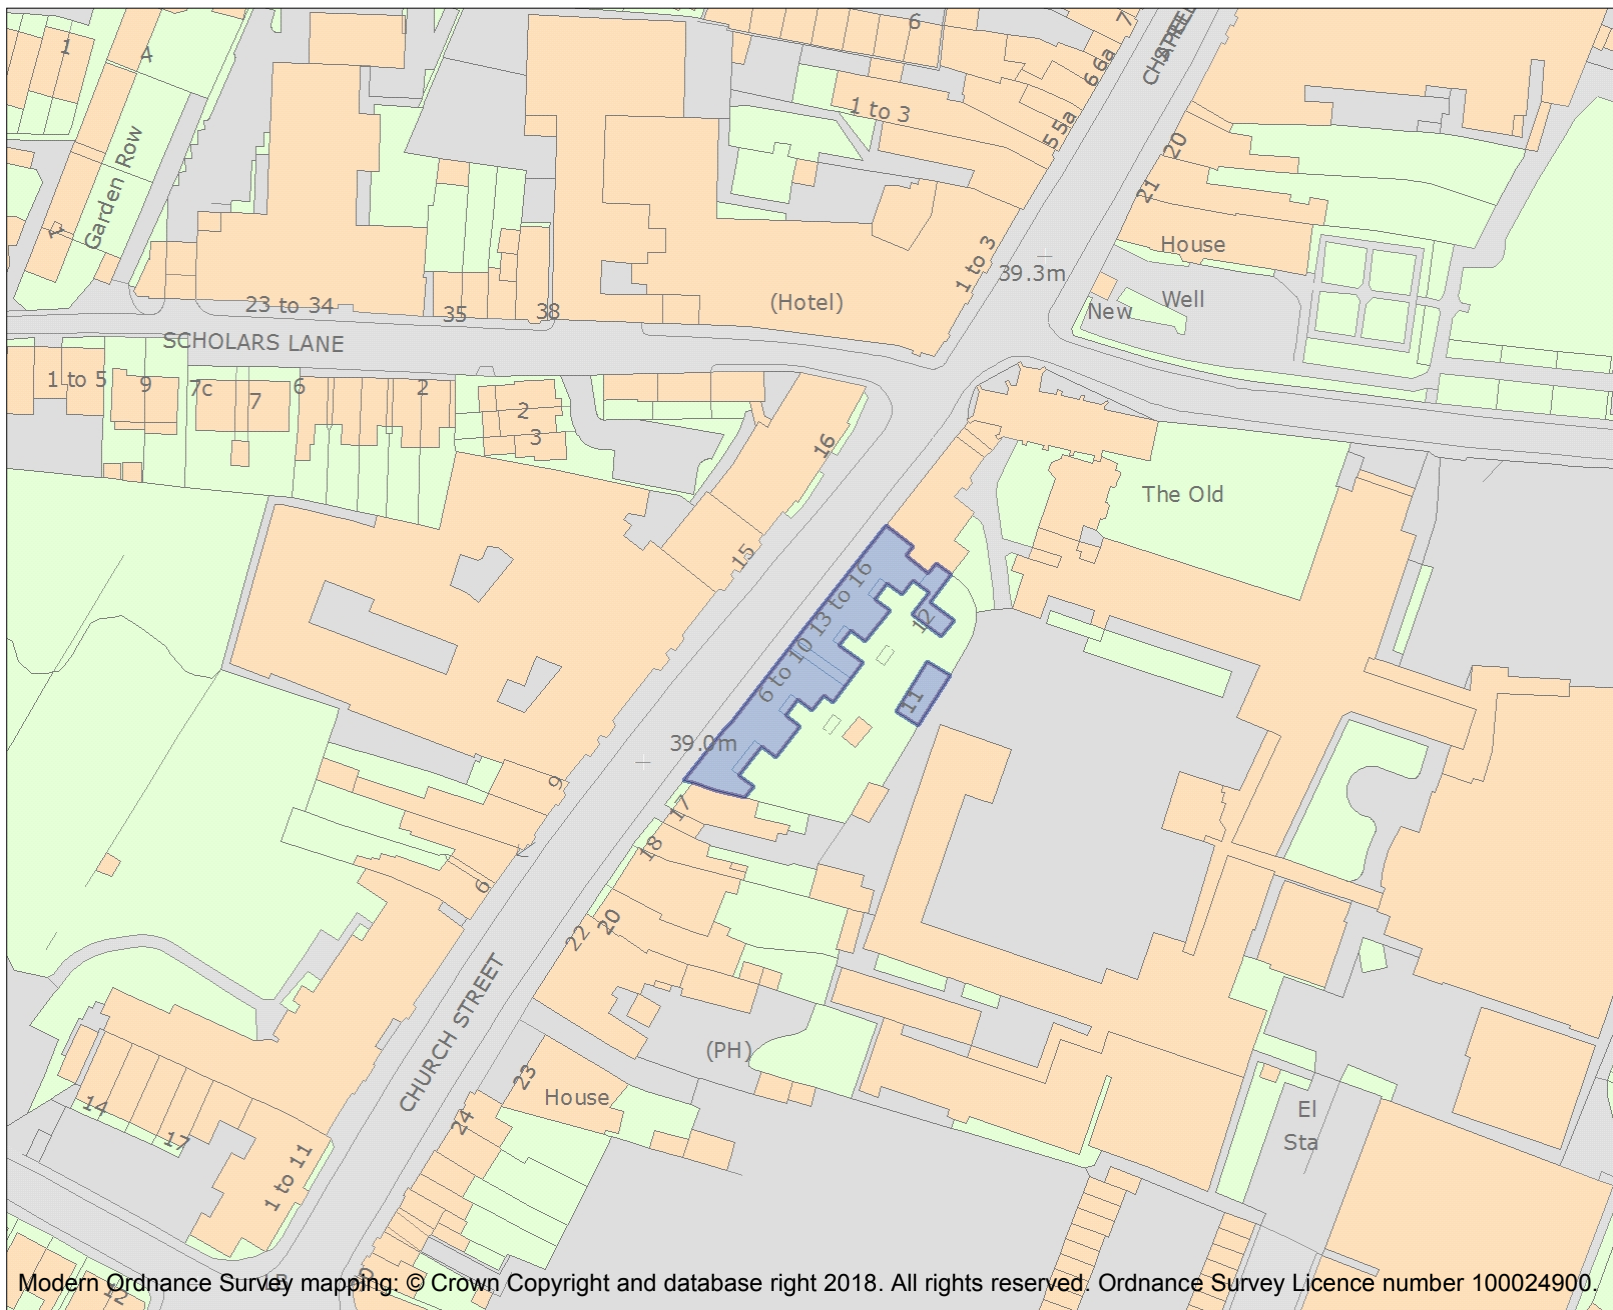 1
4
6
7
CHAPEL
6 6a
1 to 3
5 5a
20
Garden Row
21
House
1 to 3
39.3m
(Hotel)
Well
New
23 to 34
35
38
SCHOLARS LANE
1 to 5
9
7c
7
6
2
2
3
16
The Old
15
13 to 16
12
6 to 10
11
39.0m
9
17
18
6
20
22
CHURCH STREET
(PH)
23
House
24
14
17
El
Sta
1 to 11
12
Modern Ordnance Survey mapping: © Crown Copyright and database right 2018. All rights reserved. Ordnance Survey Licence number 100024900.